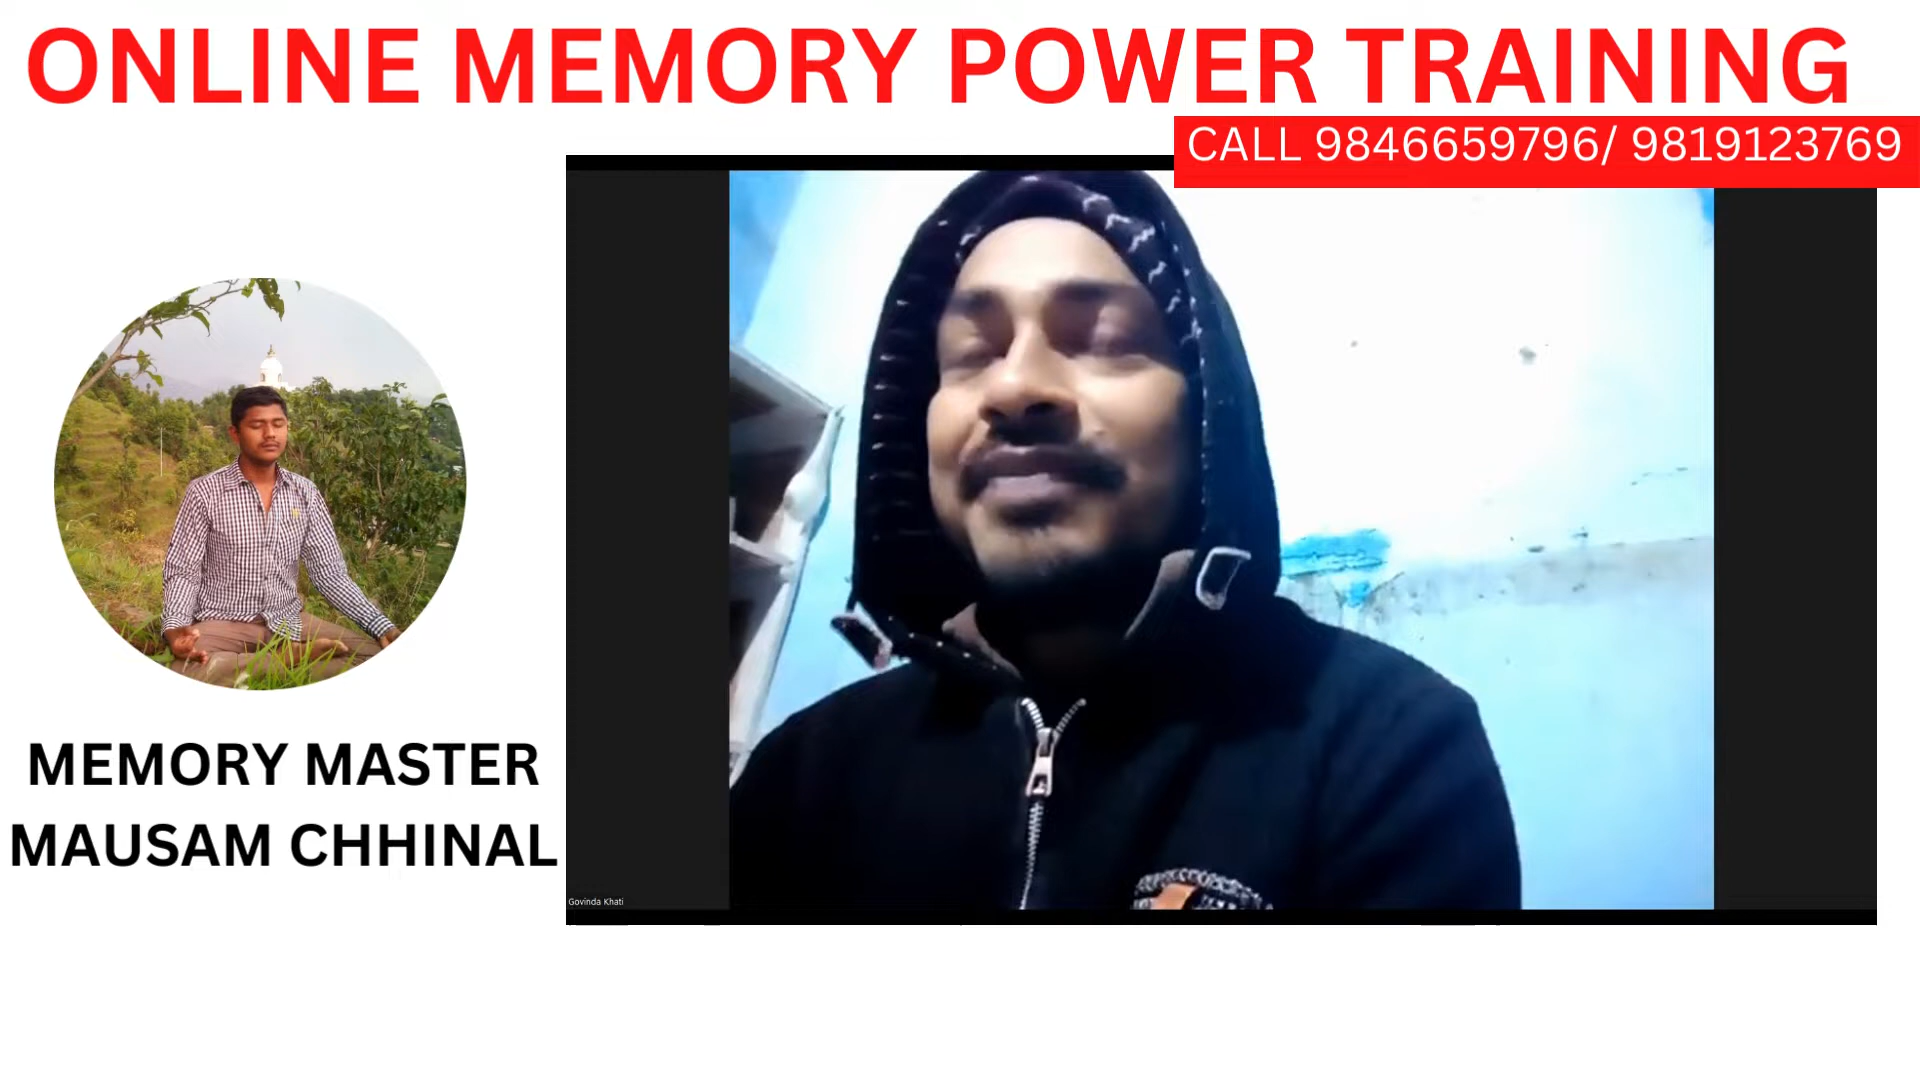 ONLINE MEMORY POWER TRAINING
CALL 9846659796/ 9819123769
MEMORY MASTER
MAUSAM CHHINAL
Govinda Khati